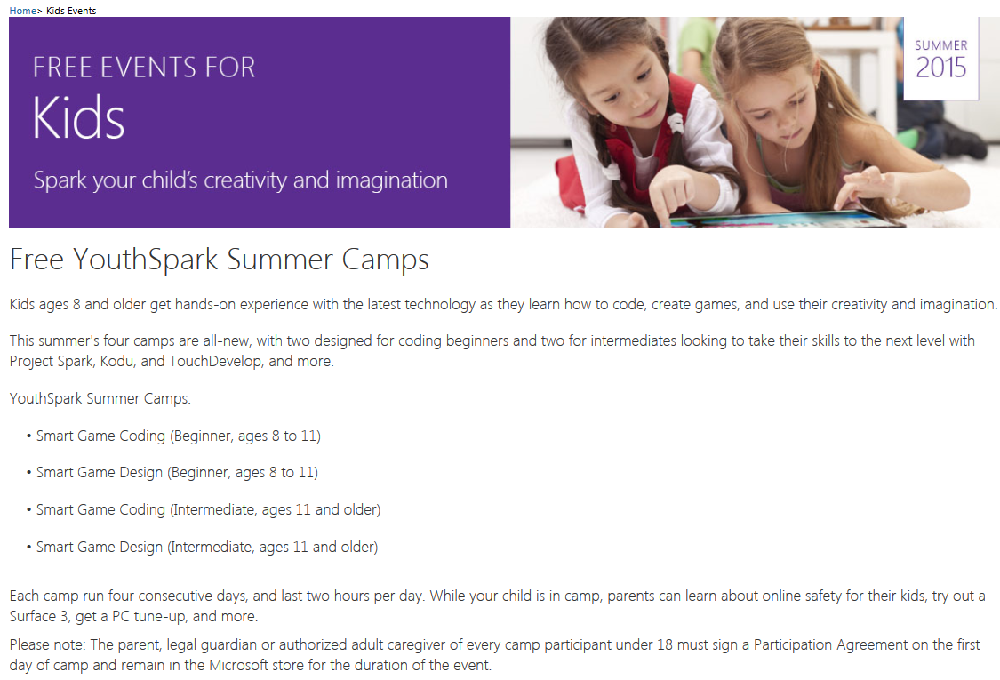 Home> Kids Events
FREE EVENTS FOR
Kids
Spark your child's creativity and imagination
SUMMER
2015
Free YouthSpark Summer Camps
Kids ages 8 and older get hands-on experience with the latest technology as they learn how to code, create games, and use their creativity and imagination.
This summer's four camps are all-new, with two designed for coding beginners and two for intermediates looking to take their skills to the next level with
Project Spark, Kodu, and TouchDevelop, and more.
YouthSpark Summer Camps:
• Smart Game Coding (Beginner, ages 8 to 11)
• Smart Game Design (Beginner, ages 8 to 11)
• Smart Game Coding (Intermediate, ages 11 and older)
• Smart Game Design (Intermediate, ages 11 and older)
Each camp run four consecutive days, and last two hours per day. While your child is in camp, parents can learn about online safety for their kids, try out a
Surface 3, get a PC tune-up, and more.
Please note: The parent, legal guardian or authorized adult caregiver of every camp participant under 18 must sign a Participation Agreement on the first
day of camp and remain in the Microsoft store for the duration of the event.